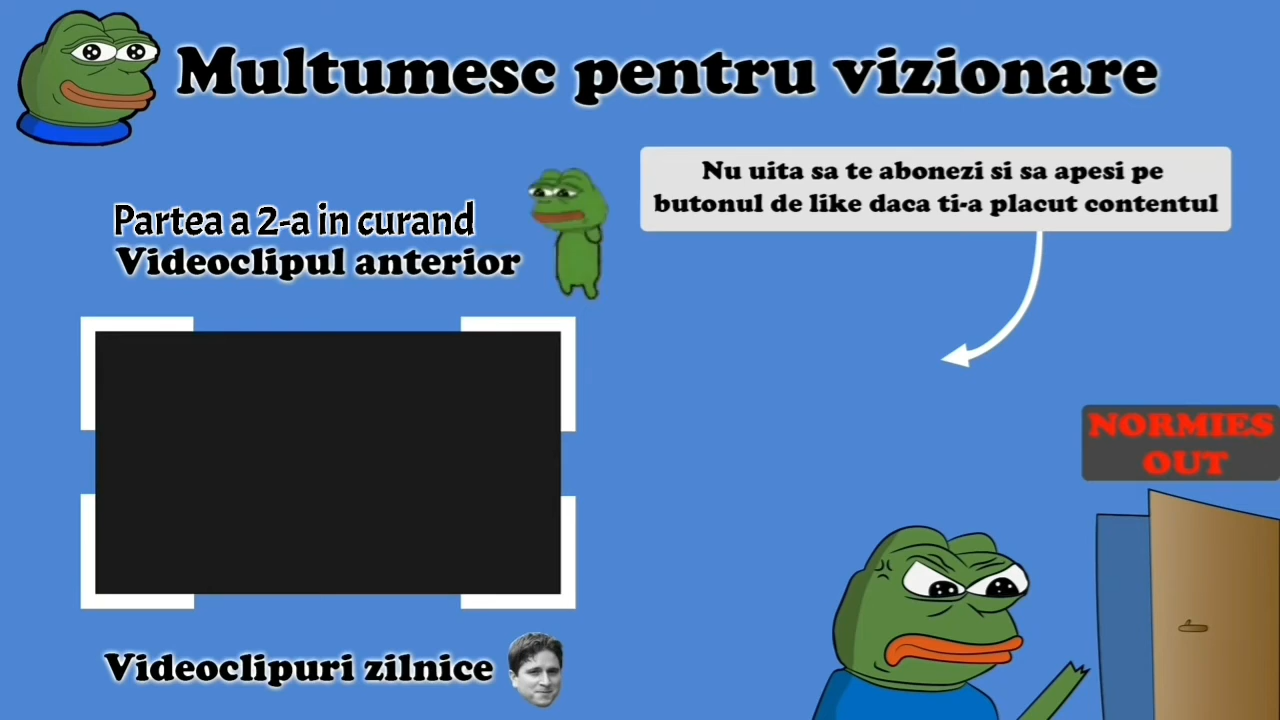 Multumesc pentru vizionare
Nu uita sa te abonezi si sa apesi pe
butonul de like daca ti-a placut contentul
Partea a 2-a in curand
Videoclipul anterior
NORMIES
OUT
Videoclipuri zilnice